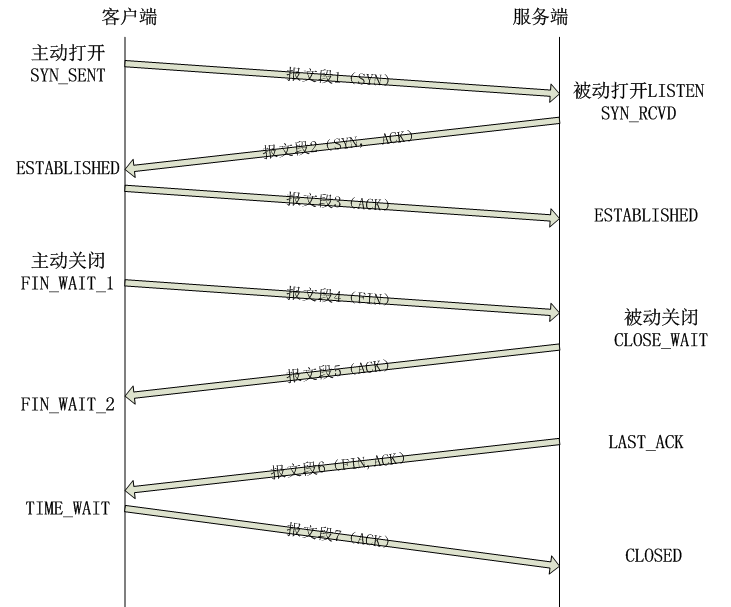 客户端
服务端
主动打开
SYN_SENT
报文段1 (SYN)
被动打开LISTEN
SYN_RCVD
报文段2 (SYN, ACK)
ESTABLISHED
报文段3 (ACK)
ESTABLISHED
主动关闭
FIN_WAIT_1
报文段4 (FIN)
被动关闭
CLOSE_WAIT
报文段5 (ACK)
FIN_WAIT_2
LAST_ACK
报文段6 (FIN,ACK)
TIME_WAIT
报文段7 (ACK)
CLOSED